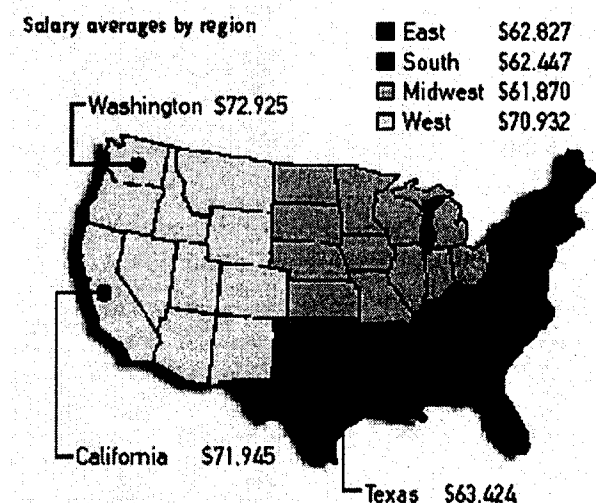 Salary averages by region
East $62.827
South $62.447
Midwest $61,870
West $70.932
Washington $72.925
California $71.945
Texas $63.424